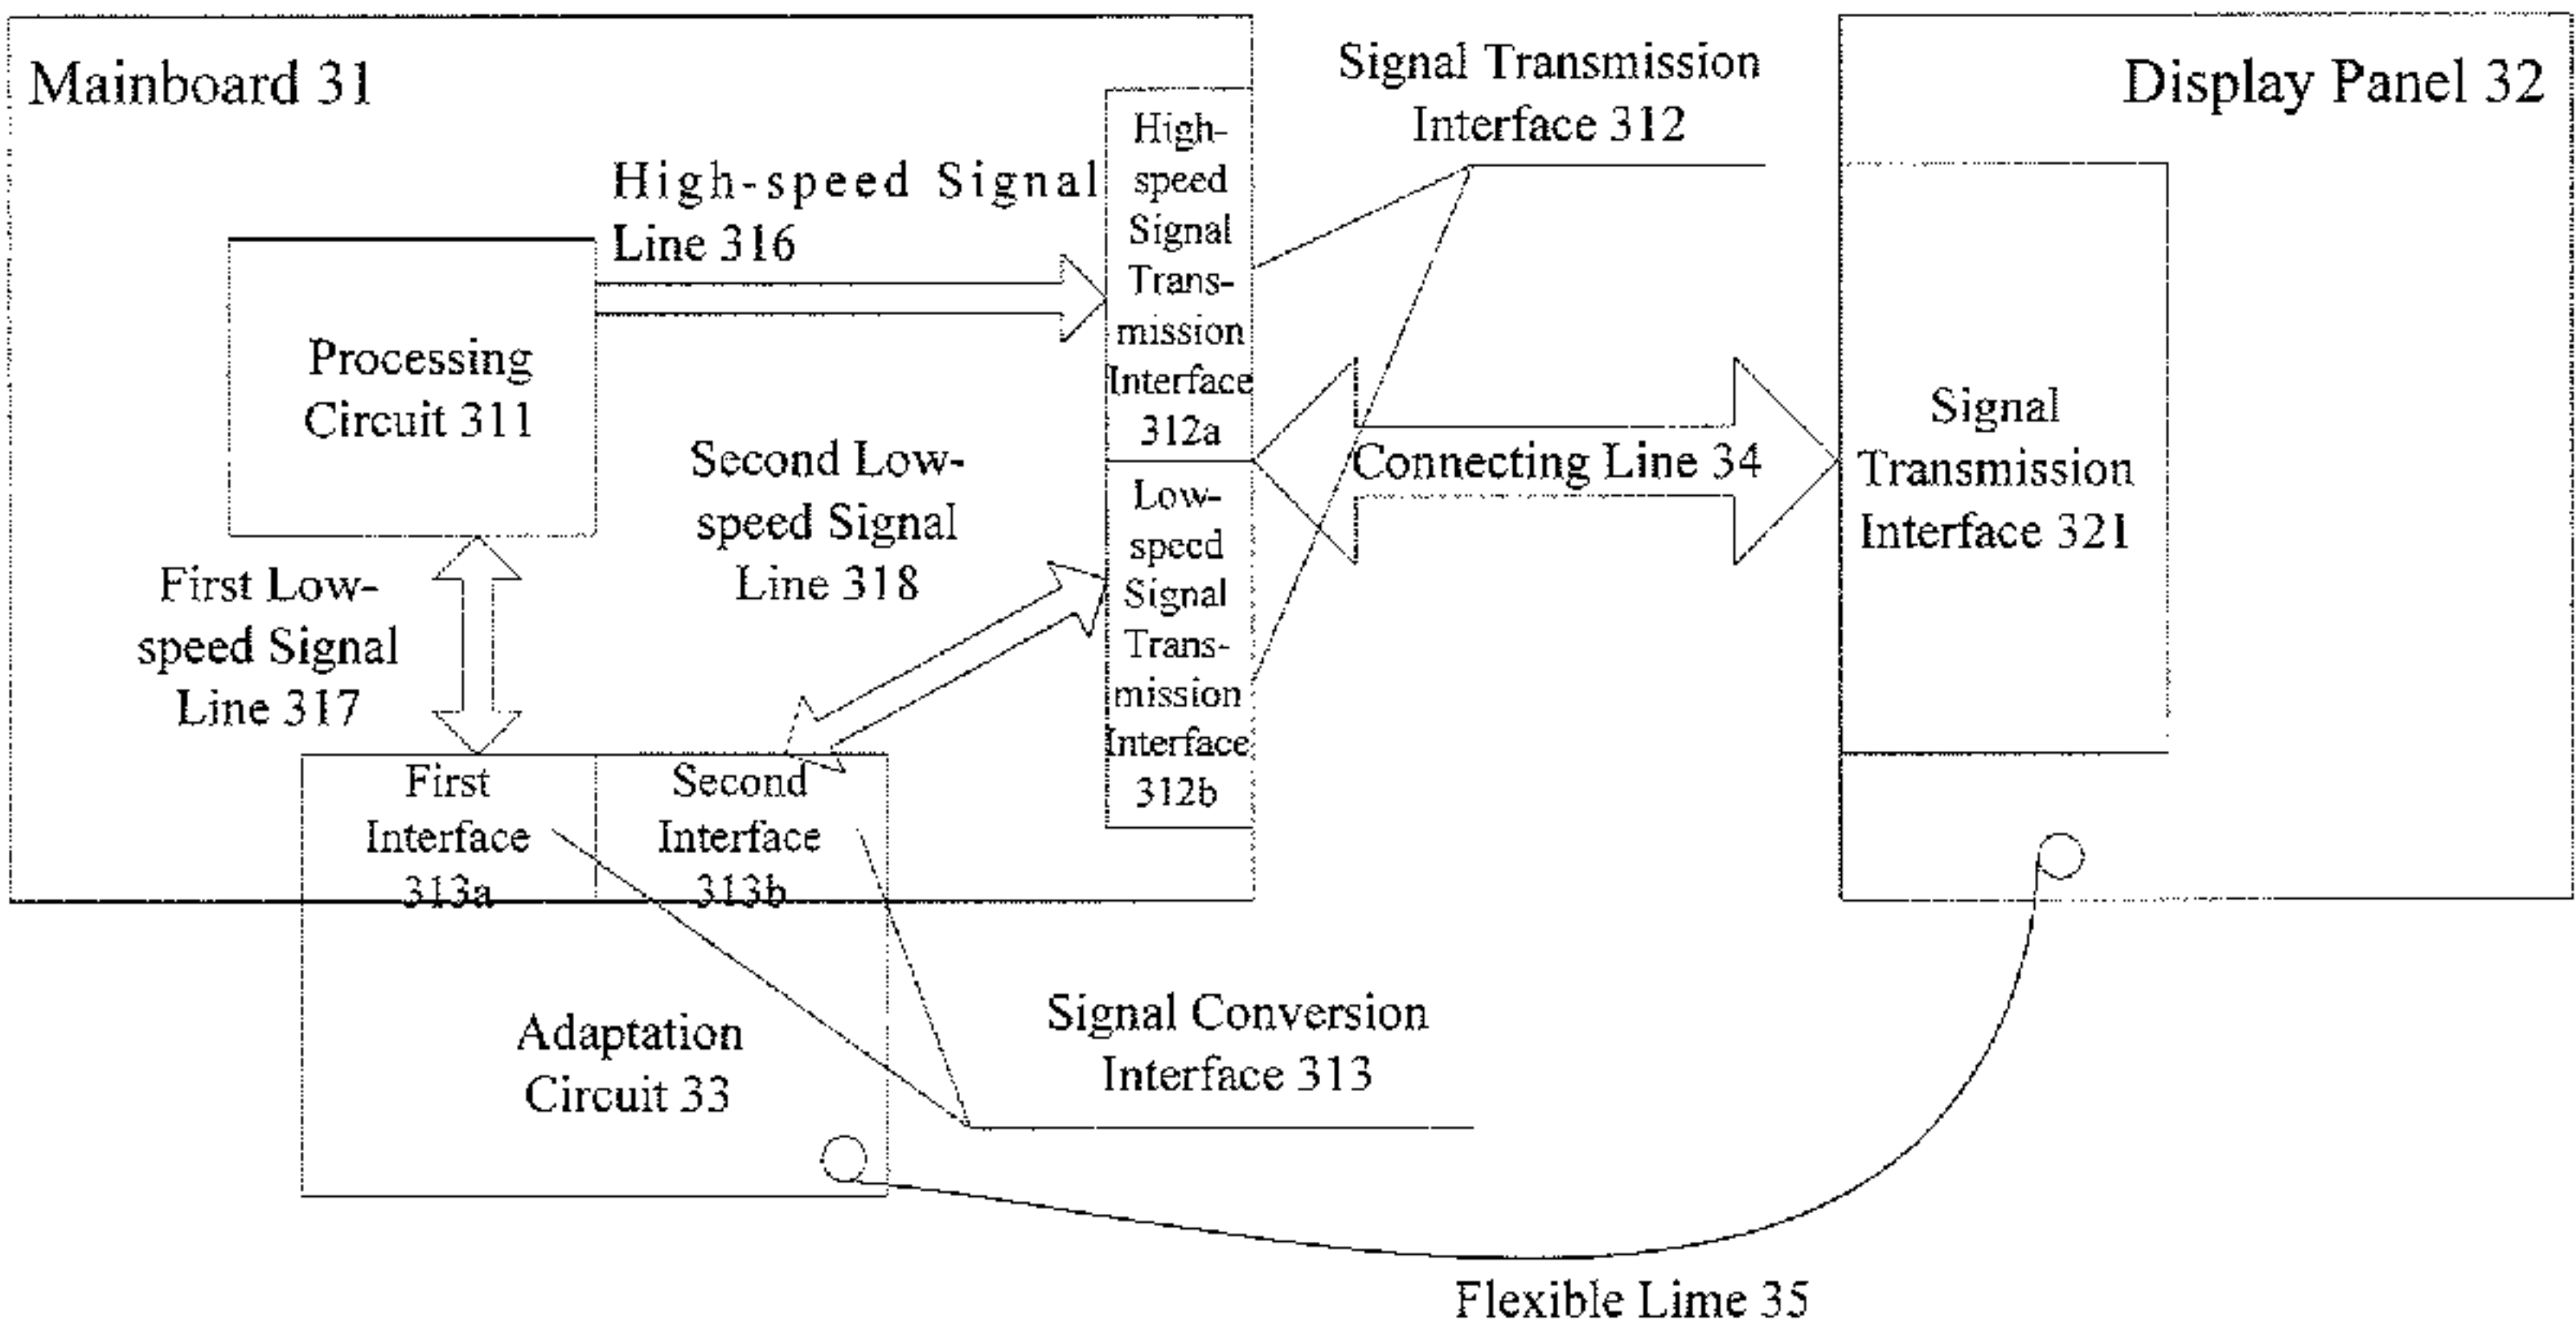 Mainboard 31
Signal Transmission
Interface 312
Display Panel 32
High-speed Signal
Line 316
High-
speed
Signal
Trans-
mission
Interface
312a
Processing
Circuit 311
Second Low-
speed Signal
Line 318
Connecting Line 34
Signal
Transmission
Interface 321
Low-
speed
Signal
Trans-
mission
Interface
312b
First Low-
speed Signal
Line 317
First
Interface
313a
Second
Interface
313b
Adaptation
Circuit 33
Signal Conversion
Interface 313
Flexible Lime 35